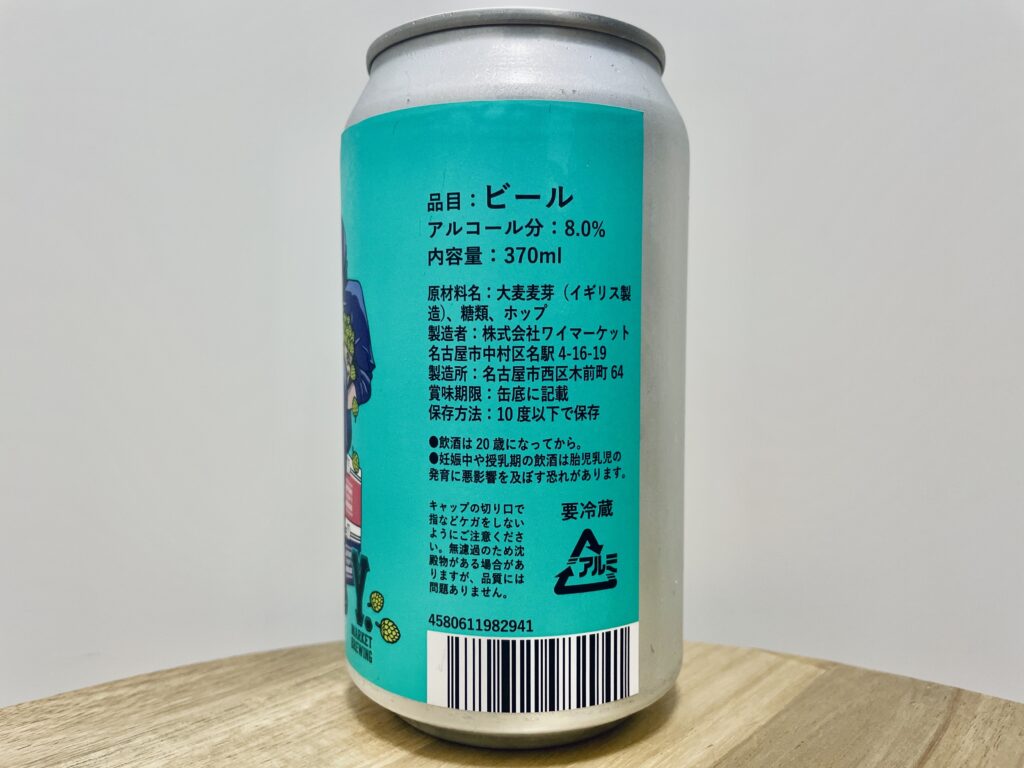 品目：ビール
アルコール分：8.0%
内容量：370ml
原材料名：大麦麦芽（イギリス製
造）、糖類、ホップ
製造者：株式会社ワイマーケット
名古屋市中村区名駅 4-16-19
製造所：名古屋市西区木前町 64
賞味期限：缶底に記載
保存方法：10 度以下で保存
●飲酒は 20 歳になってから。
●妊娠中や授乳期の飲酒は胎児乳児の
発育に悪影響を及ぼす恐れがあります。
キャップの切り口で
指などケガをしない
ようにご注意くださ
い。無濾過のため沈
殿物がある場合があ
りますが、品質には
問題ありません。
要冷蔵
アルミ
4580611982941
Y.
MARKET
BREWING